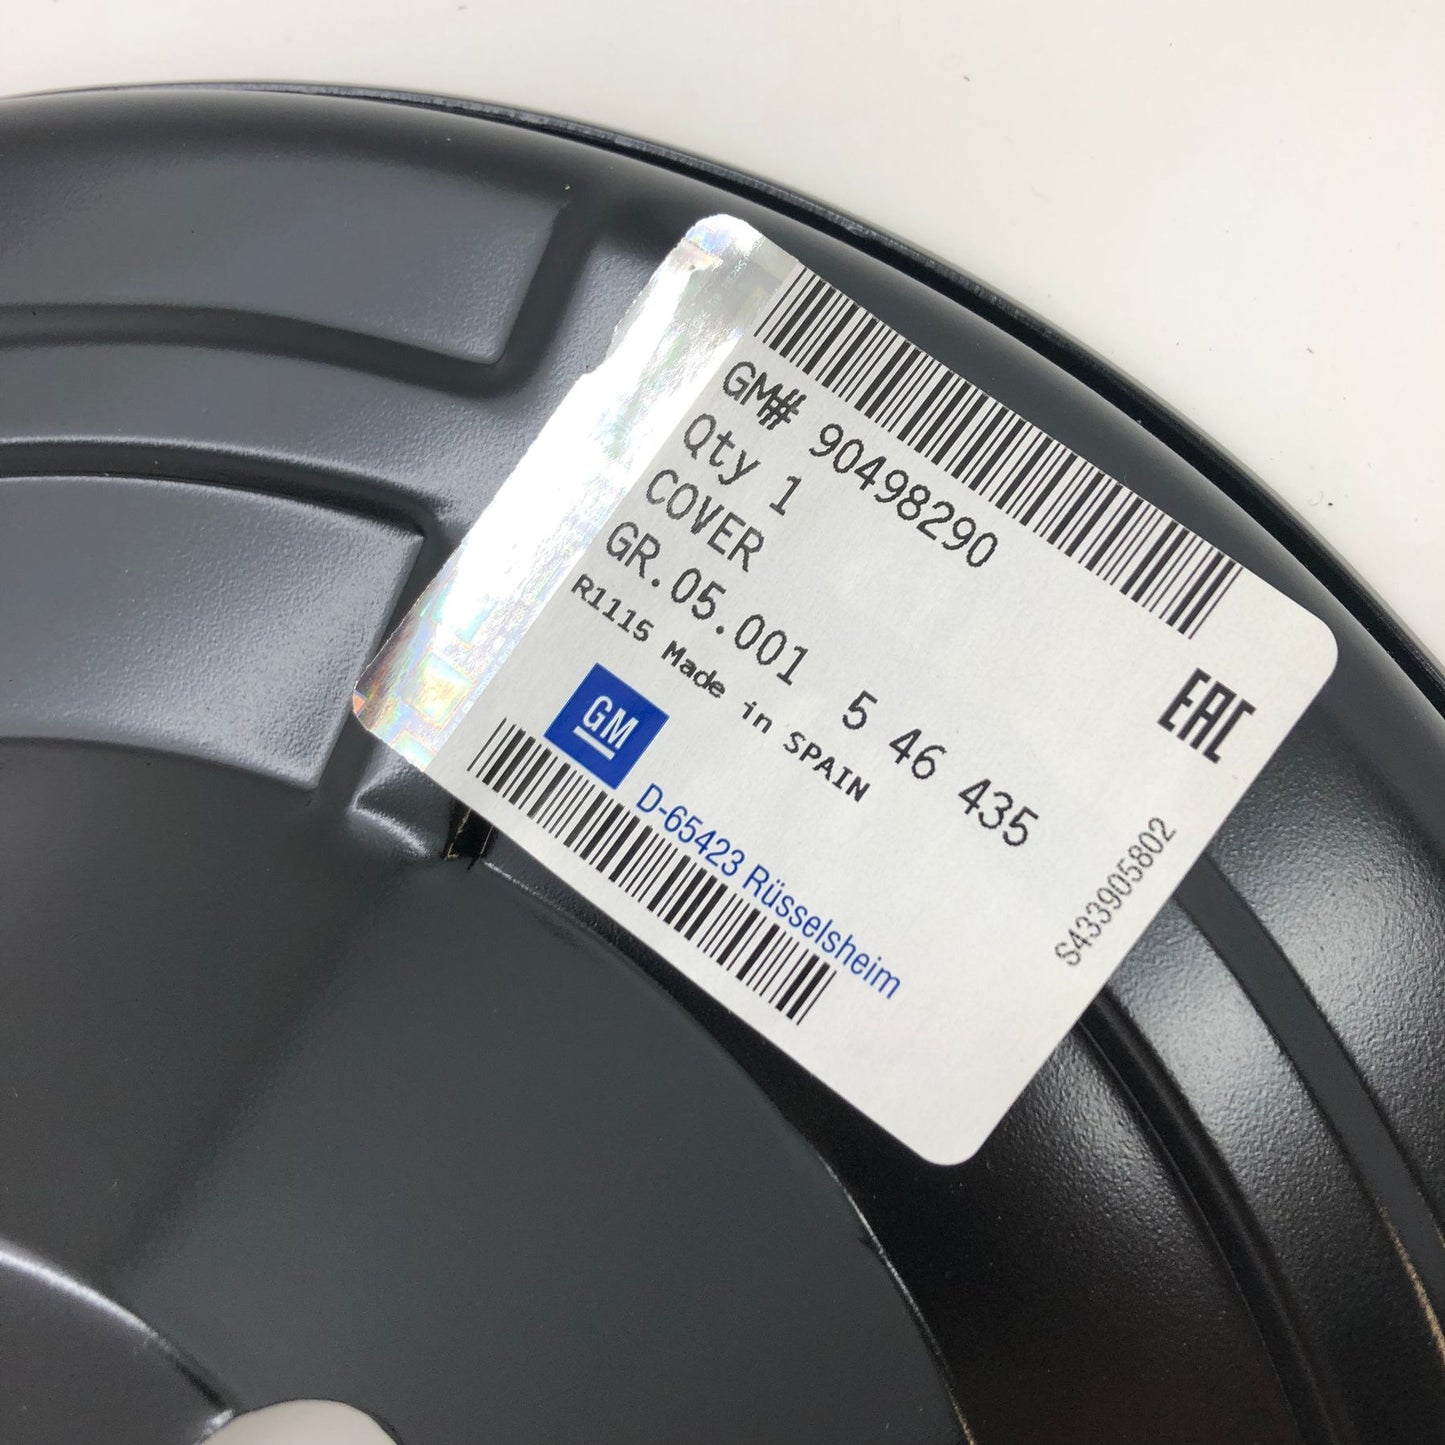 GM# 90498290
Qty 1
COVER
GR.05.001 5 46 435
R1115 Made in SPAIN
GM
D-65423 Rüsselsheim
EAC
S433905802